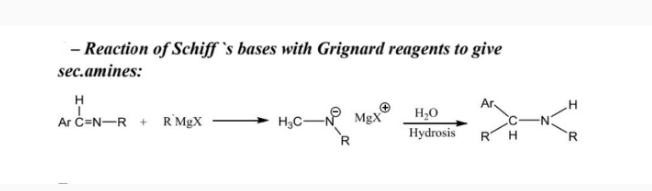 – Reaction of Schiff `s bases with Grignard reagents to give
sec.amines:
H
Ar C=N—R + R`MgX
H₃C—N⊖ MgX⊕
R
H₂O
Hydrosis
Ar H
C—N
R` H R